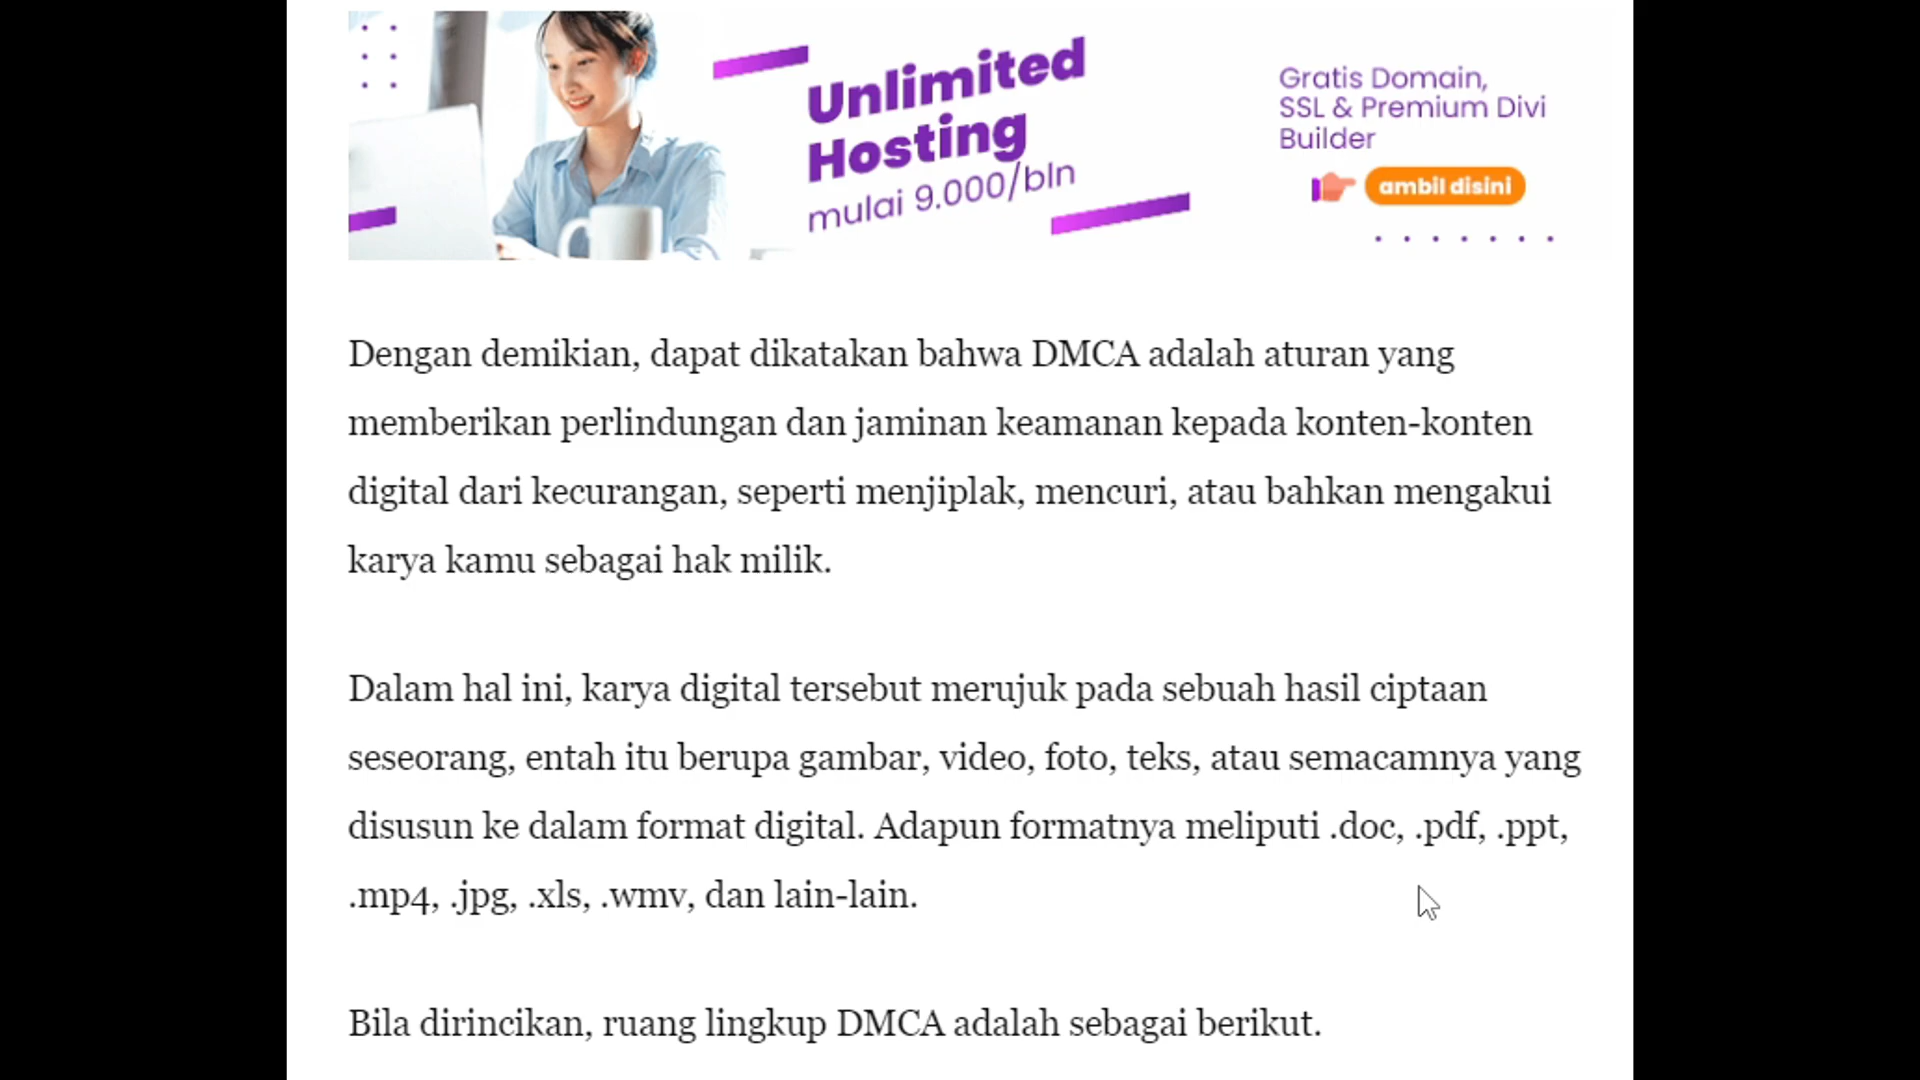 Unlimited
Hosting
mulai 9.000/bln
Gratis Domain,
SSL & Premium Divi
Builder
ambil disini
Dengan demikian, dapat dikatakan bahwa DMCA adalah aturan yang
memberikan perlindungan dan jaminan keamanan kepada konten-konten
digital dari kecurangan, seperti menjiplak, mencuri, atau bahkan mengakui
karya kamu sebagai hak milik.
Dalam hal ini, karya digital tersebut merujuk pada sebuah hasil ciptaan
seseorang, entah itu berupa gambar, video, foto, teks, atau semacamnya yang
disusun ke dalam format digital. Adapun formatnya meliputi .doc, .pdf, .ppt,
.mp4, .jpg, .xls, .wmv, dan lain-lain.
Bila dirincikan, ruang lingkup DMCA adalah sebagai berikut.